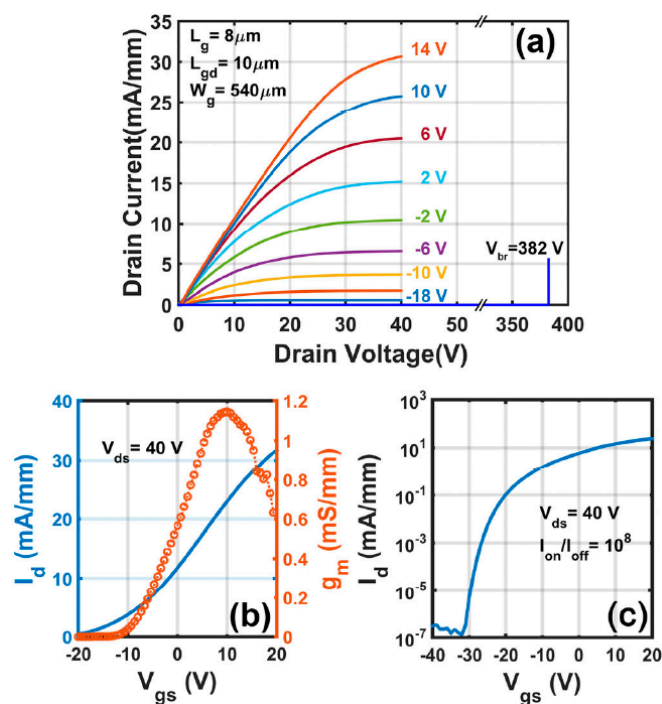 (a)
L_g = 8μm
L_gd = 10μm
W_g = 540μm
14 V
10 V
6 V
2 V
-2 V
-6 V
-10 V
-18 V
V_br=382 V
Drain Current(mA/mm)
35
30
25
20
15
10
5
0
0 10 20 30 40 50 350 400
Drain Voltage(V)
40
30
20
10
0
I_d (mA/mm)
V_ds= 40 V
(b)
1.2
1
0.8
0.6
0.4
0.2
0
g_m (mS/mm)
-20 -10 0 10 20
V_gs (V)
10^3
10^1
10^-1
10^-3
10^-5
10^-7
I_d (mA/mm)
V_ds= 40 V
I_on/I_off= 10^8
(c)
-40 -30 -20 -10 0 10 20
V_gs (V)